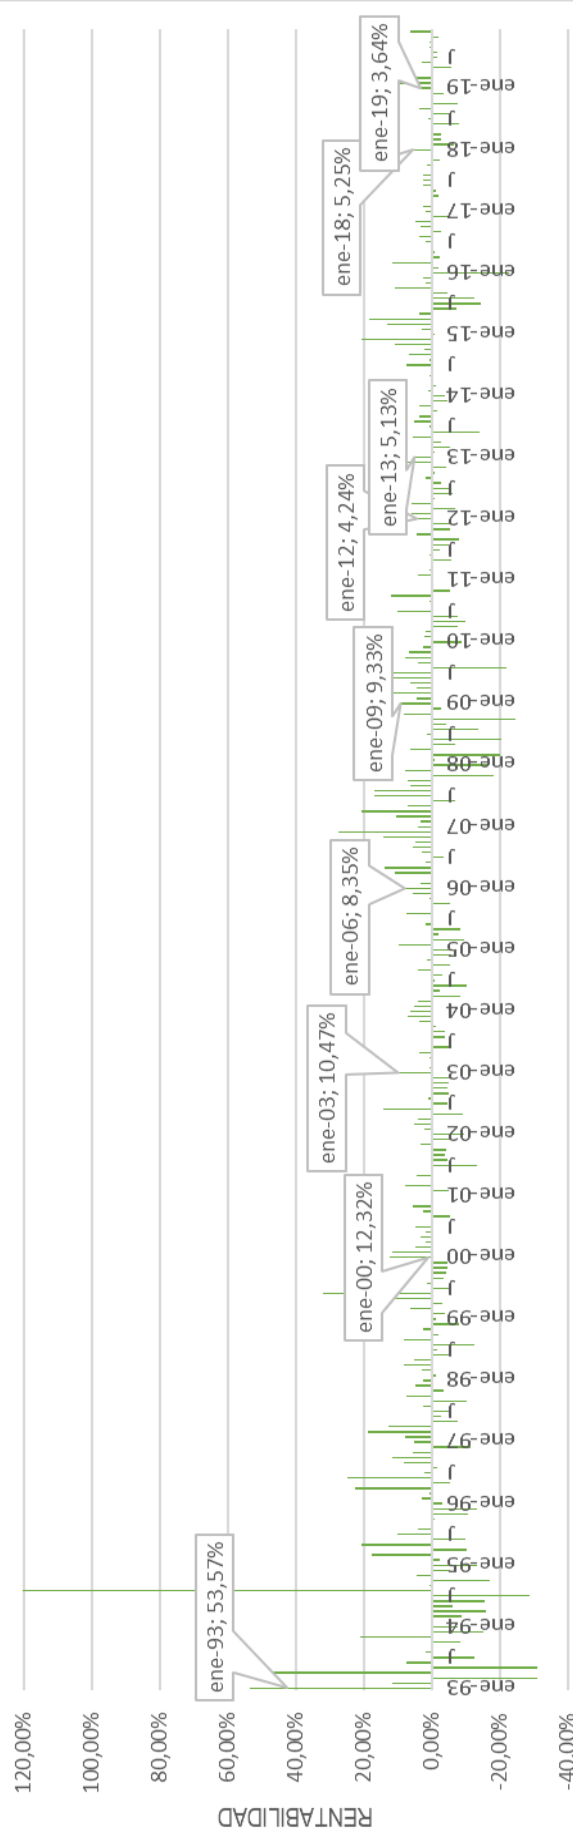 RENTABILIDAD
120,00%
100,00%
80,00%
60,00%
40,00%
20,00%
0,00%
-20,00%
-40,00%
ene-93; 53,57%
ene-00; 12,32%
ene-03; 10,47%
ene-06; 8,35%
ene-09; 9,33%
ene-12; 4,24%
ene-13; 5,13%
ene-18; 5,25%
ene-19; 3,64%
ene-93
J
ene-94
J
ene-95
J
ene-96
J
ene-97
J
ene-98
J
ene-99
J
ene-00
J
ene-01
J
ene-02
J
ene-03
J
ene-04
J
ene-05
J
ene-06
J
ene-07
J
ene-08
J
ene-09
J
ene-10
J
ene-11
J
ene-12
J
ene-13
J
ene-14
J
ene-15
J
ene-16
J
ene-17
J
ene-18
J
ene-19
J